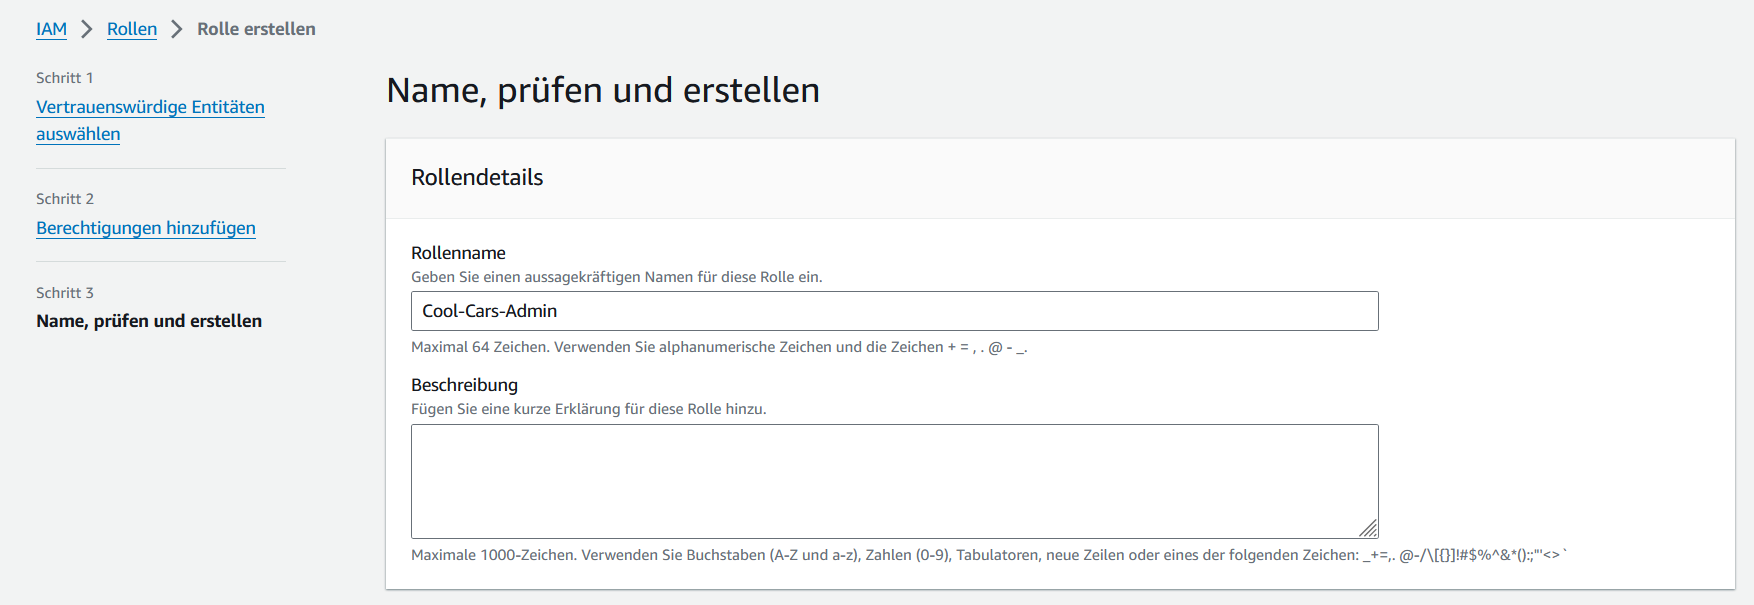 IAM > Rollen > Rolle erstellen
Schritt 1
Vertrauenswürdige Entitäten
auswählen
Schritt 2
Berechtigungen hinzufügen
Schritt 3
Name, prüfen und erstellen
Name, prüfen und erstellen
Rollendetails
Rollenname
Geben Sie einen aussagekräftigen Namen für diese Rolle ein.
Cool-Cars-Admin
Maximal 64 Zeichen. Verwenden Sie alphanumerische Zeichen und die Zeichen + = , . @ - _.
Beschreibung
Fügen Sie eine kurze Erklärung für diese Rolle hinzu.
Maximale 1000-Zeichen. Verwenden Sie Buchstaben (A-Z und a-z), Zahlen (0-9), Tabulatoren, neue Zeilen oder eines der folgenden Zeichen: _+=,. @-/\[{}]!#$%^&*():;"'<>`